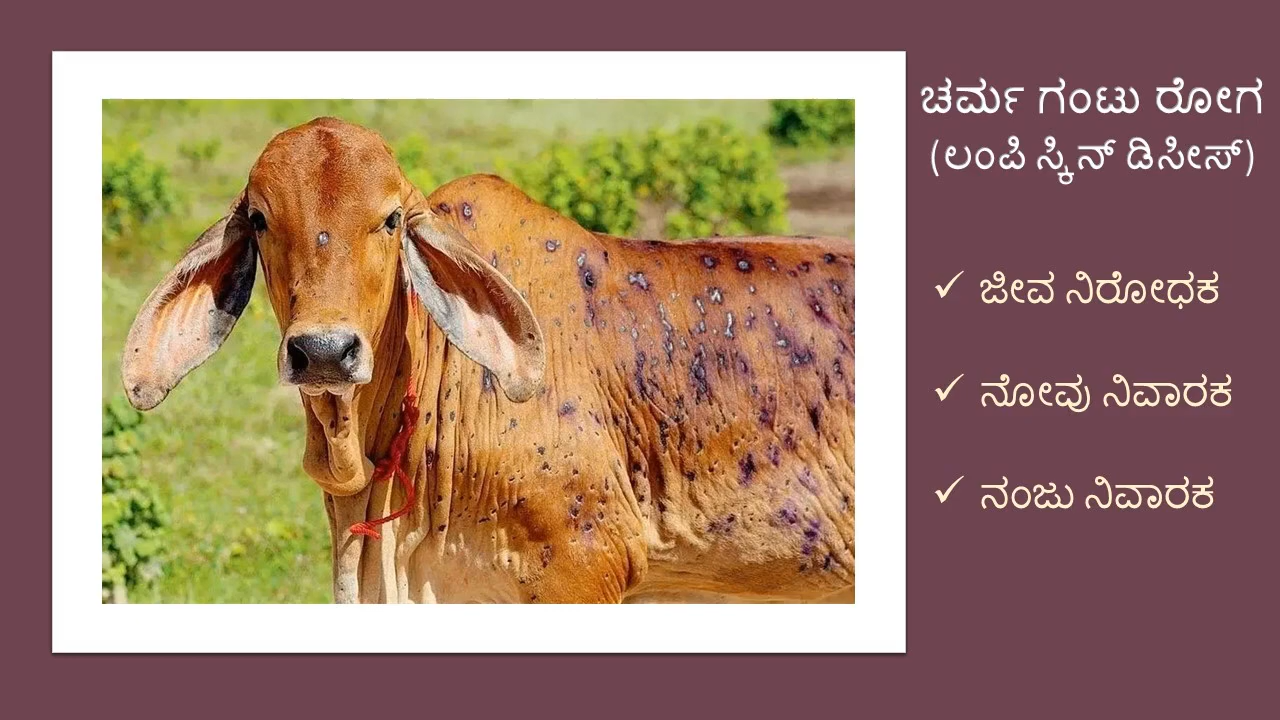 ಚರ್ಮ ಗಂಟು ರೋಗ
(ಲಂಪಿ ಸ್ಕಿನ್ ಡಿಸೀಸ್)
✓ ಜೀವ ನಿರೋಧಕ
✓ ನೋವು ನಿವಾರಕ
✓ ನಂಜು ನಿವಾರಕ